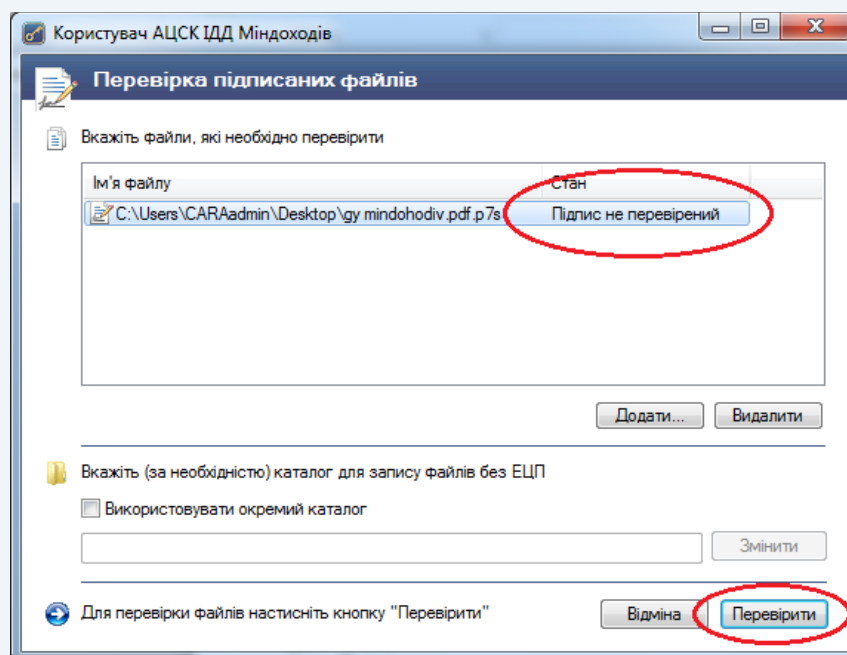 Користувач АЦСК ІДД Міндоходів
Перевірка підписаних файлів
Вкажіть файли, які необхідно перевірити
Ім'я файлу Стан
C:\Users\CARAadmin\Desktop\gy mindohodiv.pdf.p7s Підпис не перевірений
Додати... Видалити
Вкажіть (за необхідністю) каталог для запису файлів без ЕЦП
Використовувати окремий каталог
Змінити
Для перевірки файлів настисніть кнопку "Перевірити" Відміна Перевірити